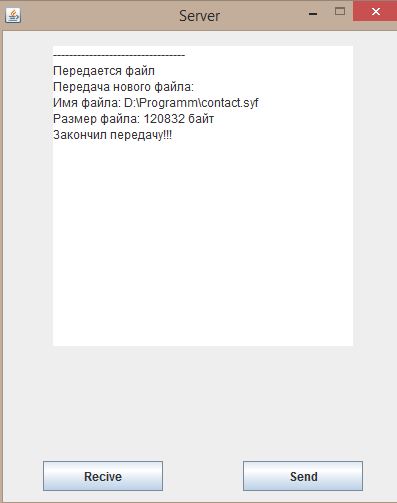 Server
---------------------------------
Передается файл
Передача нового файла:
Имя файла: D:\Programm\contact.syf
Размер файла: 120832 байт
Закончил передачу!!!
Recive
Send